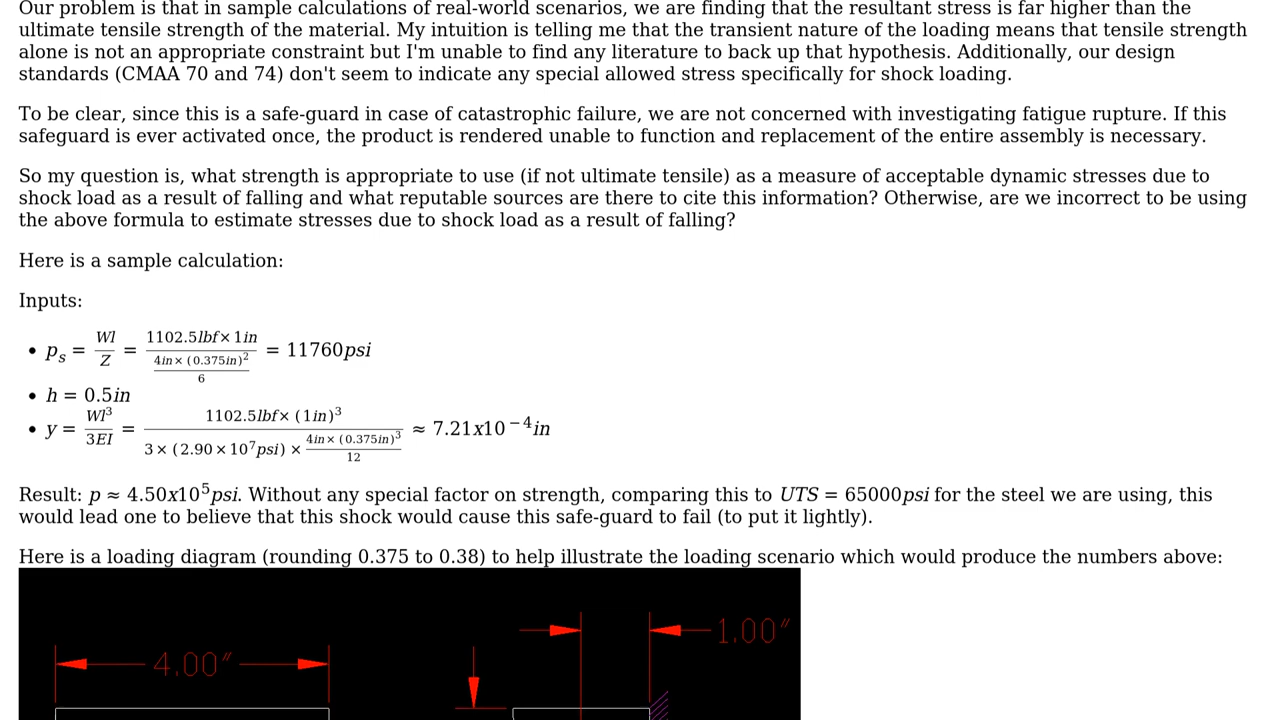 Our problem is that in sample calculations of real-world scenarios, we are finding that the resultant stress is far higher than the
ultimate tensile strength of the material. My intuition is telling me that the transient nature of the loading means that tensile strength
alone is not an appropriate constraint but I'm unable to find any literature to back up that hypothesis. Additionally, our design
standards (CMAA 70 and 74) don't seem to indicate any special allowed stress specifically for shock loading.
To be clear, since this is a safe-guard in case of catastrophic failure, we are not concerned with investigating fatigue rupture. If this
safeguard is ever activated once, the product is rendered unable to function and replacement of the entire assembly is necessary.
So my question is, what strength is appropriate to use (if not ultimate tensile) as a measure of acceptable dynamic stresses due to
shock load as a result of falling and what reputable sources are there to cite this information? Otherwise, are we incorrect to be using
the above formula to estimate stresses due to shock load as a result of falling?
Here is a sample calculation:
Inputs:
• p_s = Wl/Z = (1102.5lbf × 1in)/((4in × (0.375in)^2)/6) = 11760psi
• h = 0.5in
• y = Wl^3/3EI = (1102.5lbf × (1in)^3)/(3 × (2.90 × 10^7psi) × (4in × (0.375in)^3)/12) ≈ 7.21x10^−4in
Result: p ≈ 4.50x10^5psi. Without any special factor on strength, comparing this to UTS = 65000psi for the steel we are using, this
would lead one to believe that this shock would cause this safe-guard to fail (to put it lightly).
Here is a loading diagram (rounding 0.375 to 0.38) to help illustrate the loading scenario which would produce the numbers above:
1.00"
4.00"